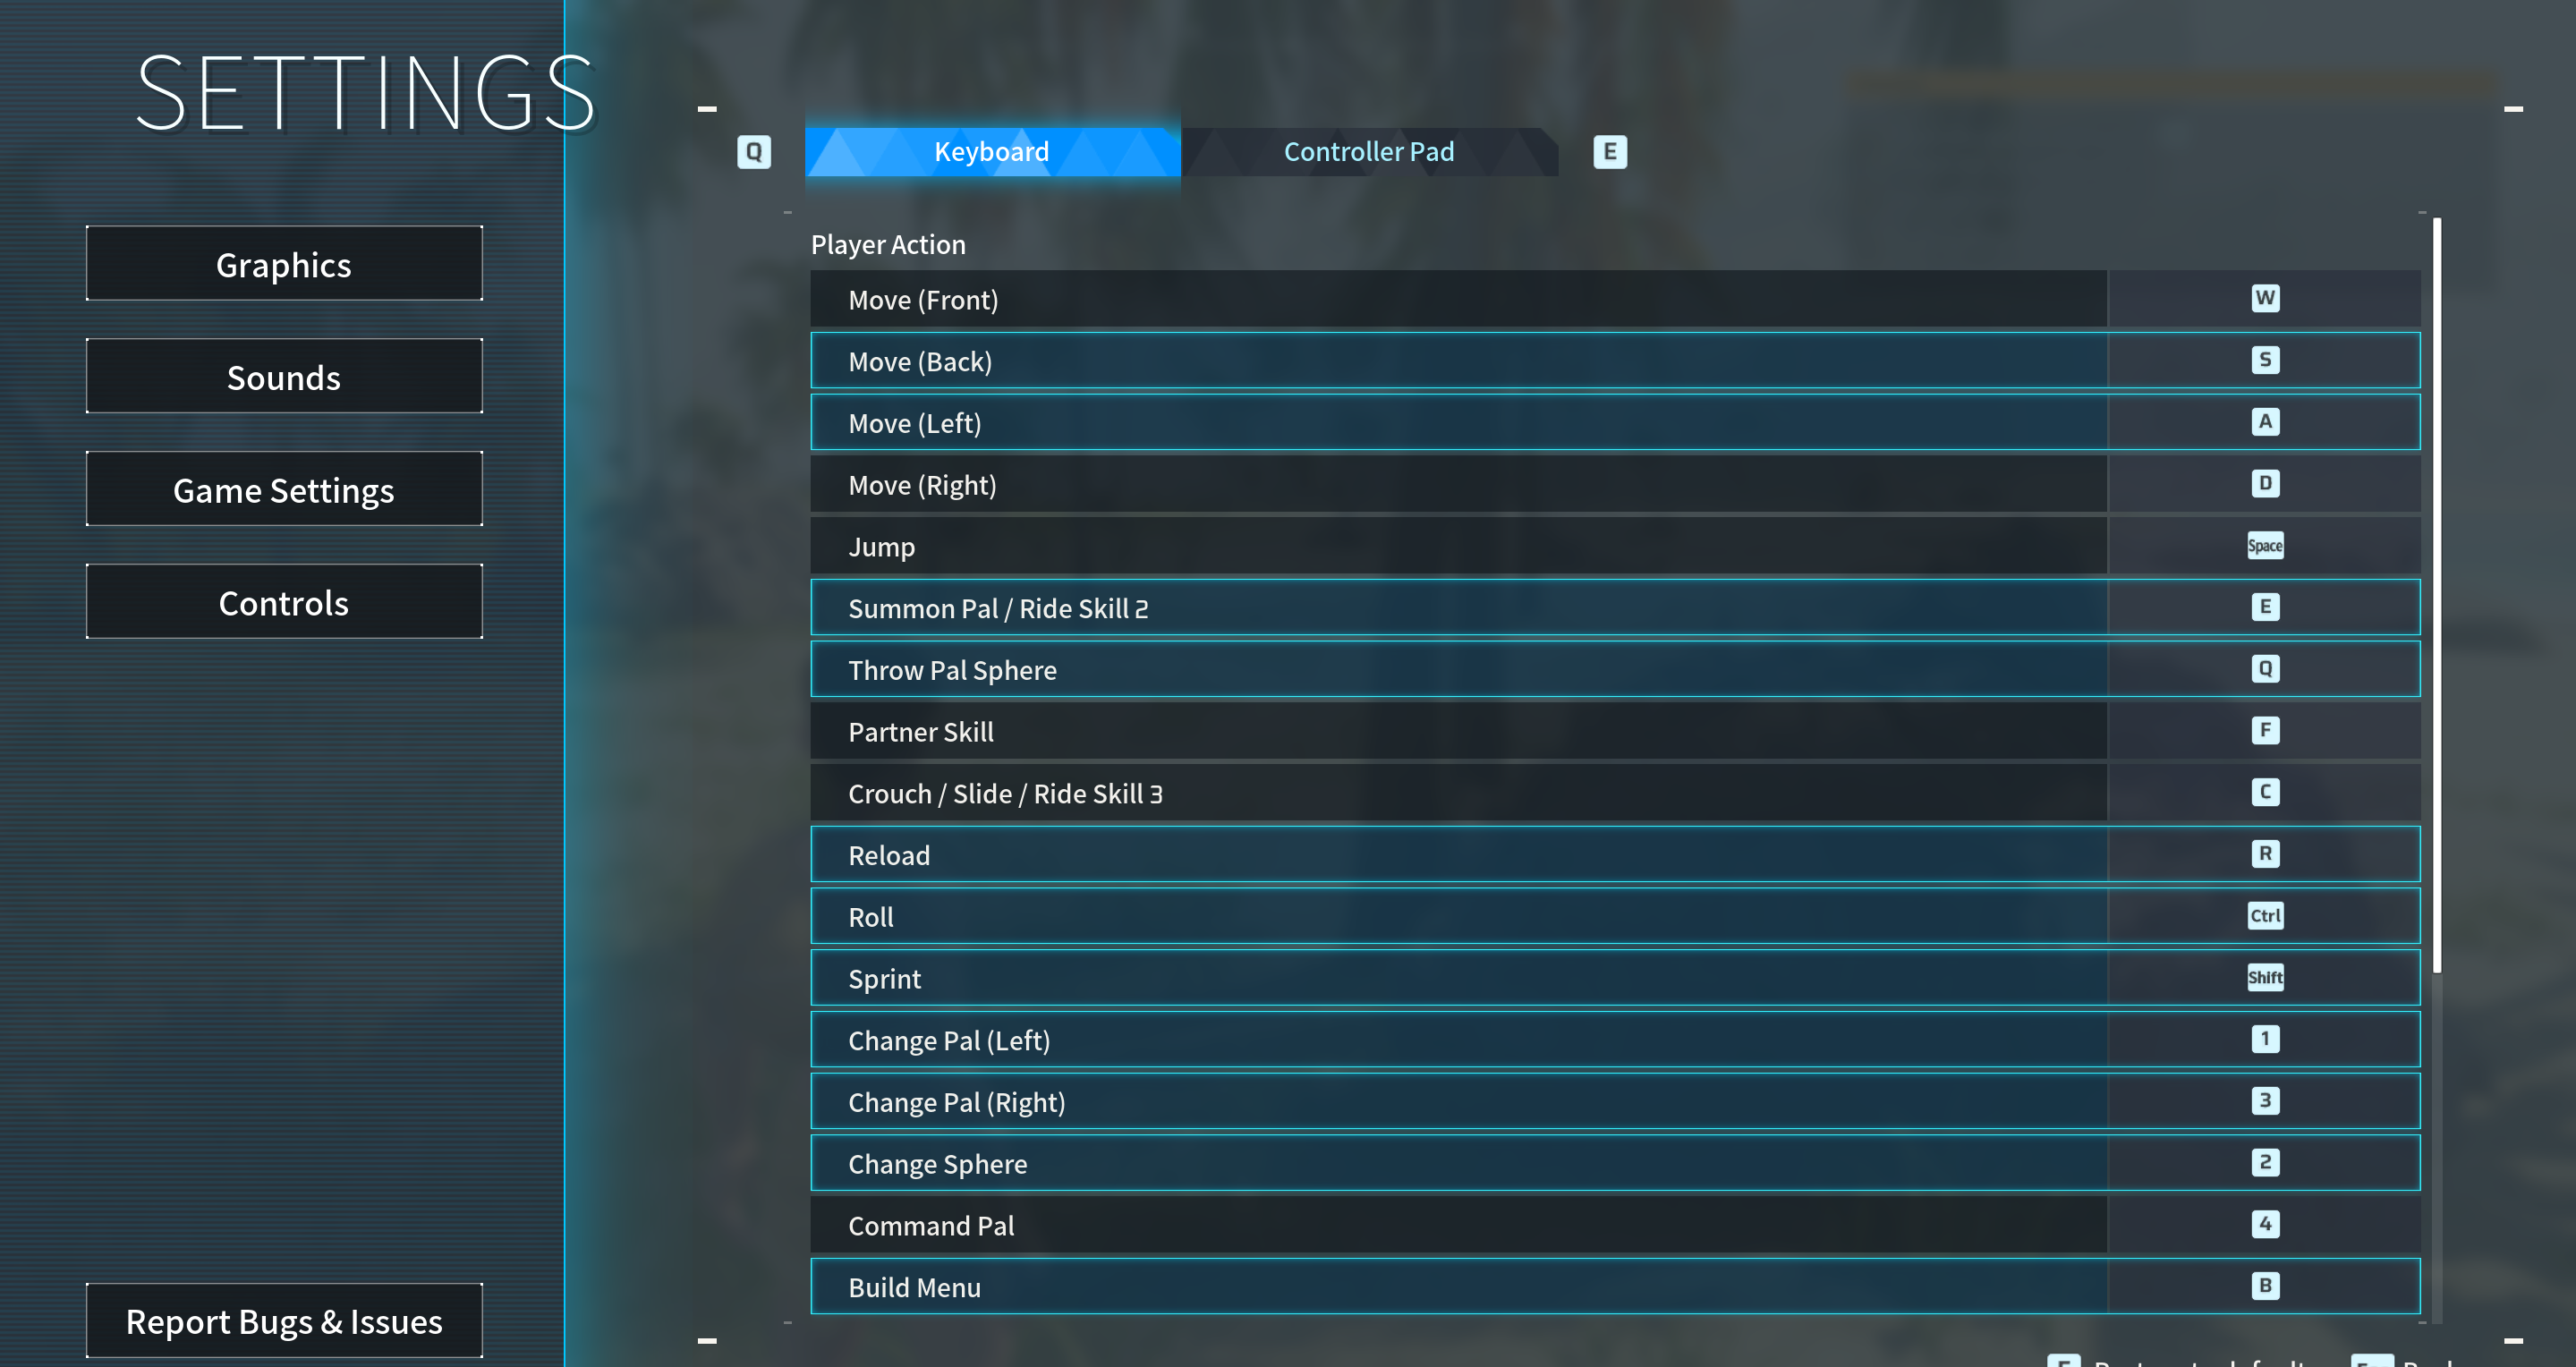 SETTINGS
Q Keyboard Controller Pad E
Graphics
Sounds
Game Settings
Controls
Report Bugs & Issues
Player Action
Move (Front) W
Move (Back) S
Move (Left) A
Move (Right) D
Jump Space
Summon Pal / Ride Skill 2 E
Throw Pal Sphere Q
Partner Skill F
Crouch / Slide / Ride Skill 3 C
Reload R
Roll Ctrl
Sprint Shift
Change Pal (Left) 1
Change Pal (Right) 3
Change Sphere 2
Command Pal 4
Build Menu B